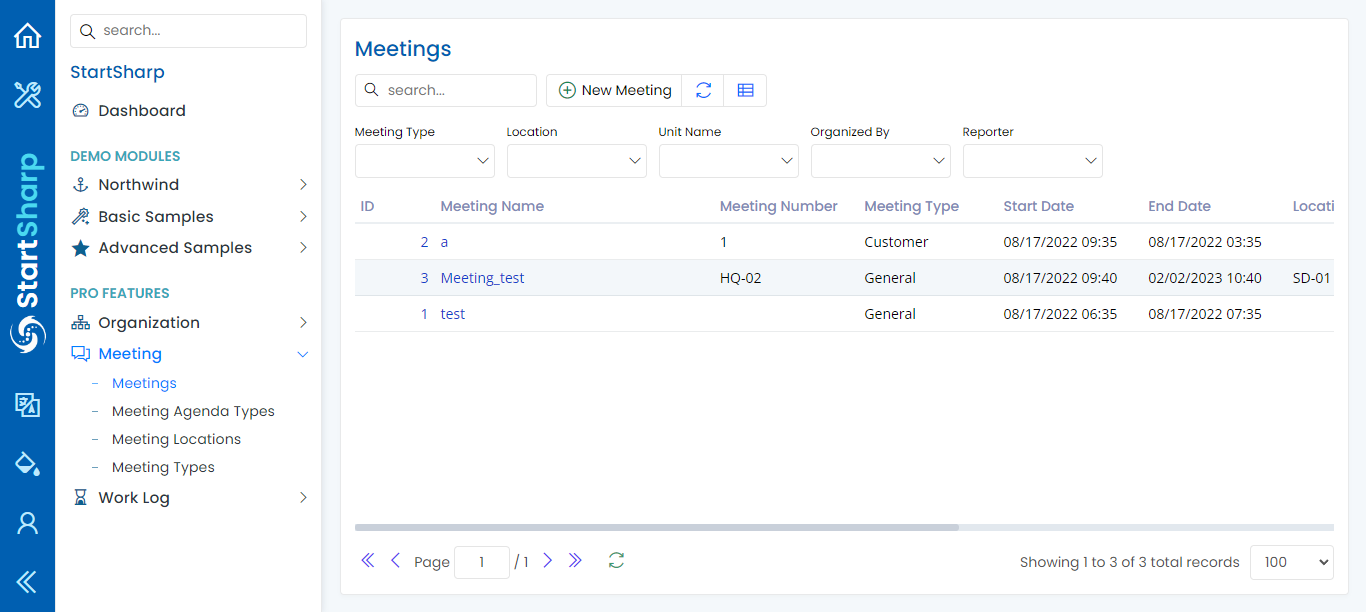 StartSharp
search...
StartSharp
Dashboard
DEMO MODULES
Northwind
Basic Samples
Advanced Samples
PRO FEATURES
Organization
Meeting
Meetings
Meeting Agenda Types
Meeting Locations
Meeting Types
Work Log
Meetings
search... New Meeting
Meeting Type Location Unit Name Organized By Reporter
ID Meeting Name Meeting Number Meeting Type Start Date End Date Locati
2 a 1 Customer 08/17/2022 09:35 08/17/2022 03:35
3 Meeting_test HQ-02 General 08/17/2022 09:40 02/02/2023 10:40 SD-01
1 test General 08/17/2022 06:35 08/17/2022 07:35
Page 1 / 1 Showing 1 to 3 of 3 total records 100